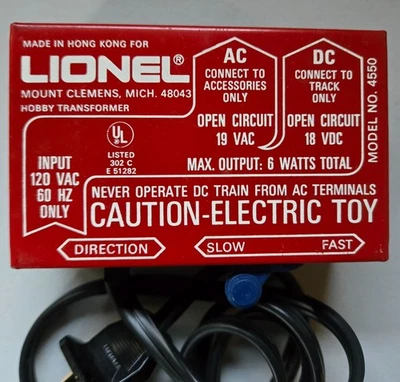 MADE IN HONG KONG FOR
LIONEL®
MOUNT CLEMENS, MICH. 48043
HOBBY TRANSFORMER
AC
CONNECT TO
ACCESSORIES
ONLY
OPEN CIRCUIT
19 VAC
DC
CONNECT TO
TRACK
ONLY
OPEN CIRCUIT
18 VDC
MODEL NO. 4550
UL
LISTED
302 C
E 51282
MAX. OUTPUT: 6 WATTS TOTAL
INPUT
120 VAC
60 HZ
ONLY
NEVER OPERATE DC TRAIN FROM AC TERMINALS
CAUTION-ELECTRIC TOY
DIRECTION
SLOW FAST